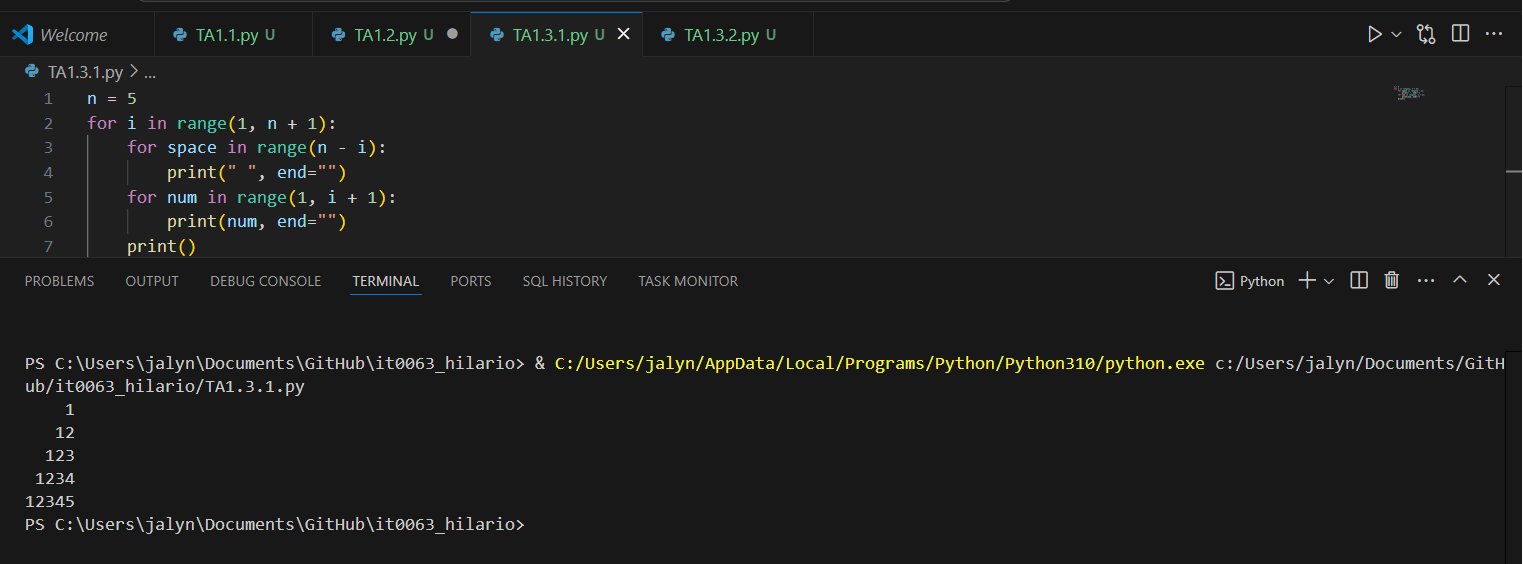 Welcome TA1.1.py U TA1.2.py U TA1.3.1.py U TA1.3.2.py U
TA1.3.1.py > ...
1 n = 5
2 for i in range(1, n + 1):
3     for space in range(n - i):
4         print(" ", end="")
5     for num in range(1, i + 1):
6         print(num, end="")
7     print()
PROBLEMS OUTPUT DEBUG CONSOLE TERMINAL PORTS SQL HISTORY TASK MONITOR Python
PS C:\Users\jalyn\Documents\GitHub\it0063_hilario> & C:/Users/jalyn/AppData/Local/Programs/Python/Python310/python.exe c:/Users/jalyn/Documents/GitH
ub/it0063_hilario/TA1.3.1.py
    1
   12
  123
 1234
12345
PS C:\Users\jalyn\Documents\GitHub\it0063_hilario>